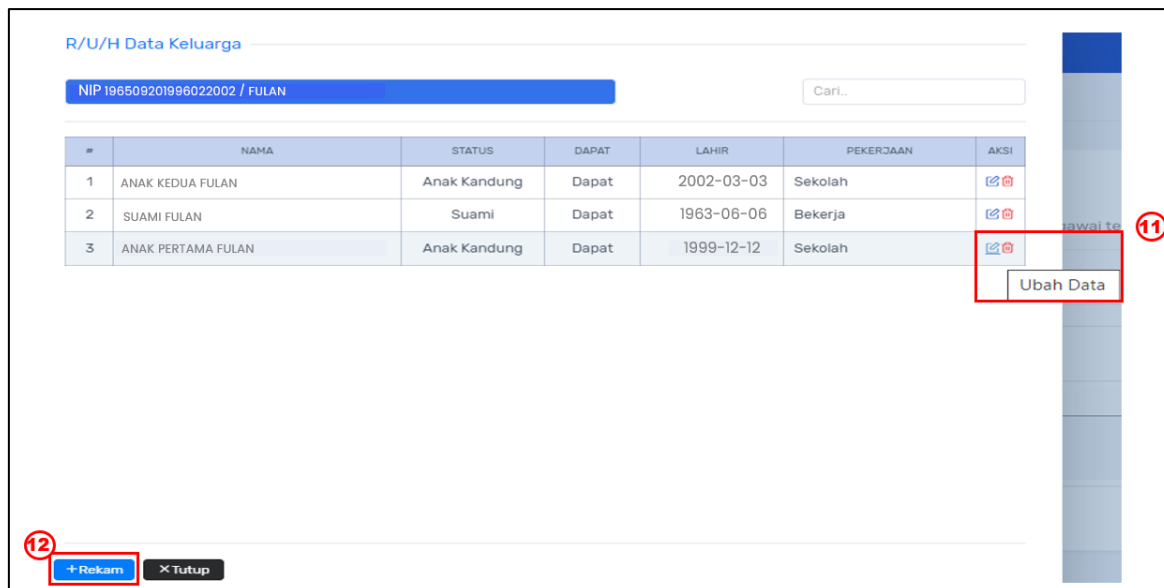 R/U/H Data Keluarga
NIP 196509201996022002 / FULAN
Cari..
# NAMA STATUS DAPAT LAHIR PEKERJAAN AKSI
1 ANAK KEDUA FULAN Anak Kandung Dapat 2002-03-03 Sekolah
2 SUAMI FULAN Suami Dapat 1963-06-06 Bekerja
awai te
11
3 ANAK PERTAMA FULAN Anak Kandung Dapat 1999-12-12 Sekolah
Ubah Data
12
+Rekam ×Tutup